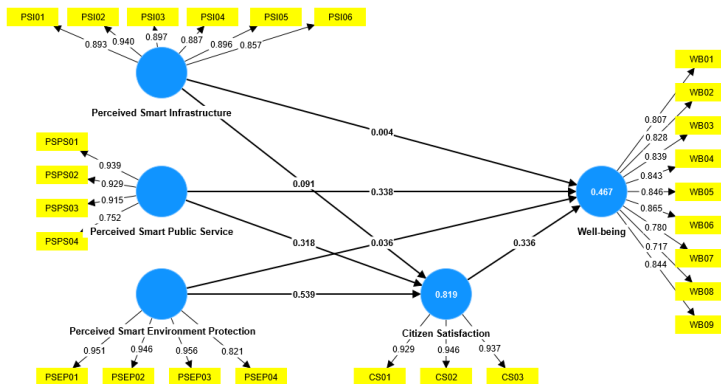 PSI01 PSI02 PSI03 PSI04 PSI05 PSI06
0.893 0.940 0.897 0.887 0.896 0.857
Perceived Smart Infrastructure
PSPS01
PSPS02
PSPS03
PSPS04
0.939
0.929
0.915
0.752
Perceived Smart Public Service
Perceived Smart Environment Protection
0.951 0.946 0.956 0.821
PSEP01 PSEP02 PSEP03 PSEP04
0.004
0.091
0.338
0.318
0.036
0.539
0.336
0.819
Citizen Satisfaction
0.929 0.946 0.937
CS01 CS02 CS03
0.467
Well-being
0.807
0.828
0.839
0.843
0.846
0.865
0.780
0.717
0.844
WB01
WB02
WB03
WB04
WB05
WB06
WB07
WB08
WB09